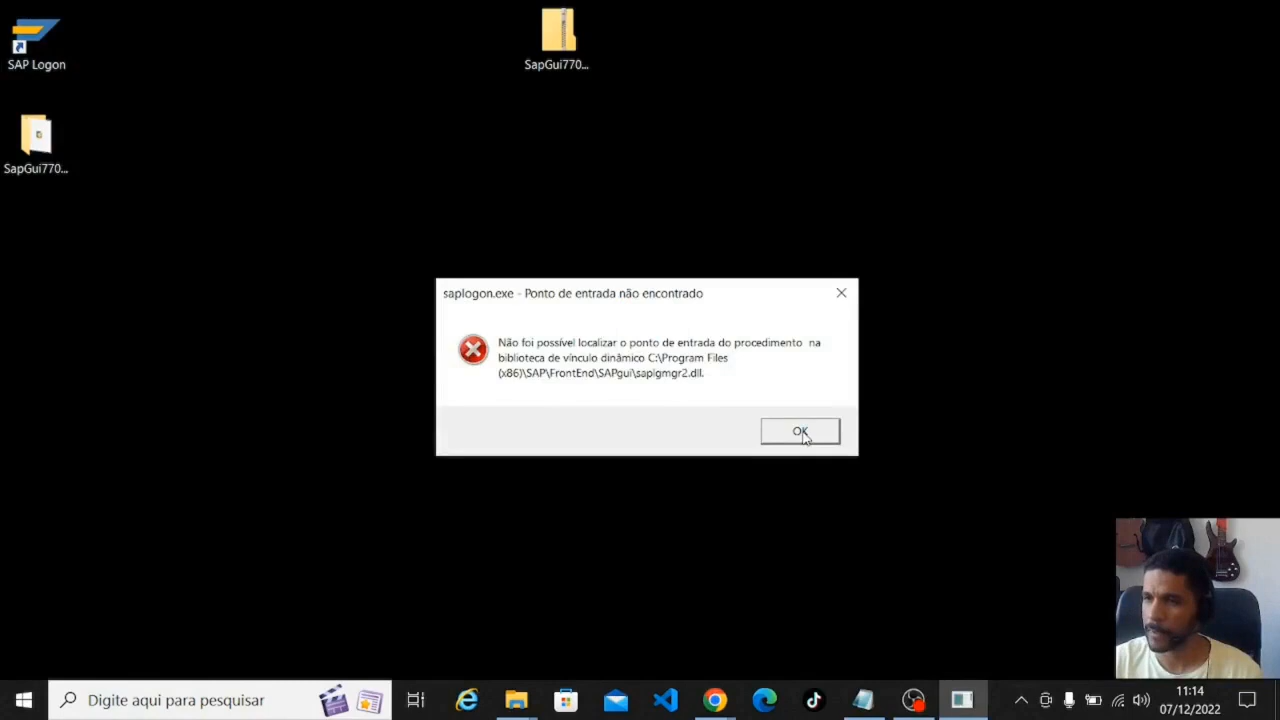 SAP Logon
SapGui770...
SapGui770...
saplogon.exe - Ponto de entrada não encontrado
Não foi possível localizar o ponto de entrada do procedimento  na
biblioteca de vínculo dinâmico C:\Program Files
(x86)\SAP\FrontEnd\SAPgui\saplgmgr2.dll.
OK
Digite aqui para pesquisar
11:14
07/12/2022